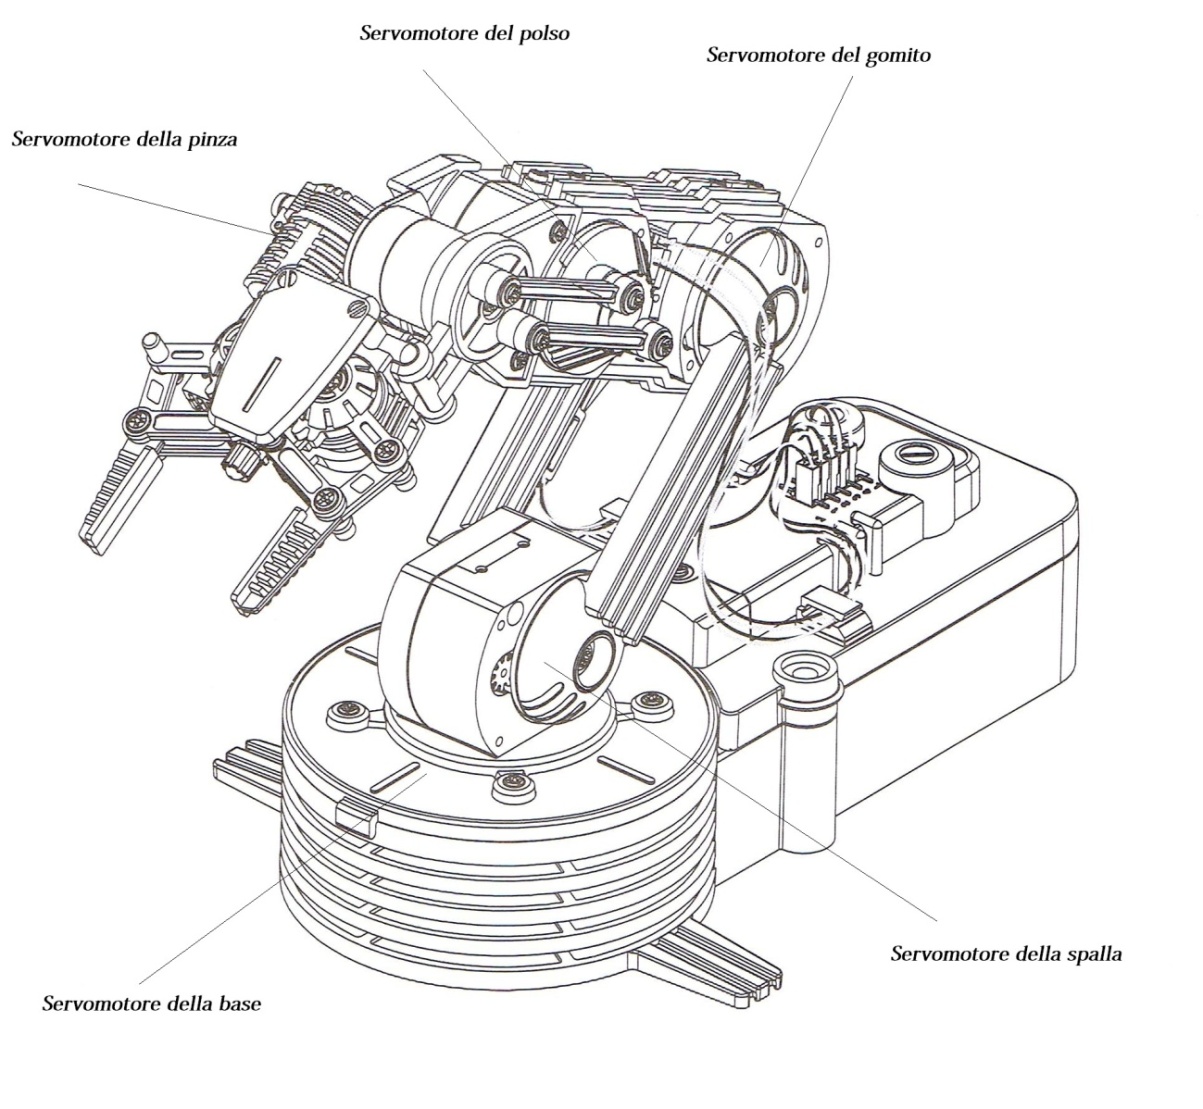 Servomotore del polso
Servomotore del gomito
Servomotore della pinza
Servomotore della spalla
Servomotore della base